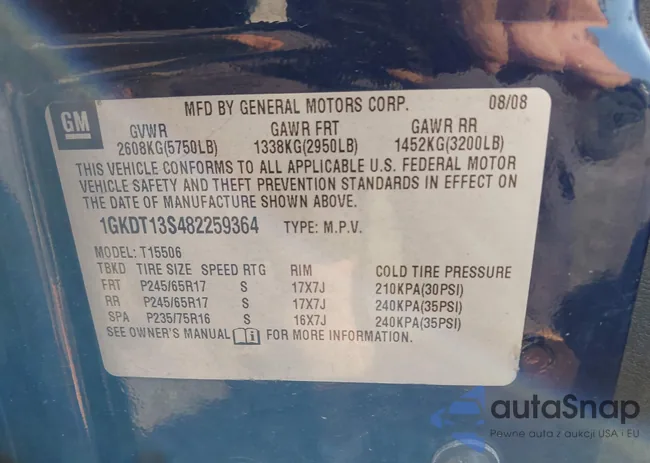 GM
MFD BY GENERAL MOTORS CORP. 08/08
GVWR GAWR FRT GAWR RR
2608KG(5750LB) 1338KG(2950LB) 1452KG(3200LB)
THIS VEHICLE CONFORMS TO ALL APPLICABLE U.S. FEDERAL MOTOR
VEHICLE SAFETY AND THEFT PREVENTION STANDARDS IN EFFECT ON
THE DATE OF MANUFACTURE SHOWN ABOVE.
1GKDT13S482259364 TYPE: M.P.V.
MODEL: T15506
TBKD TIRE SIZE SPEED RTG RIM COLD TIRE PRESSURE
FRT P245/65R17 S 17X7J 210KPA(30PSI)
RR P245/65R17 S 17X7J 240KPA(35PSI)
SPA P235/75R16 S 16X7J 240KPA(35PSI)
SEE OWNER'S MANUAL FOR MORE INFORMATION.
autaSnap
Pewne auta z aukcji USA i EU